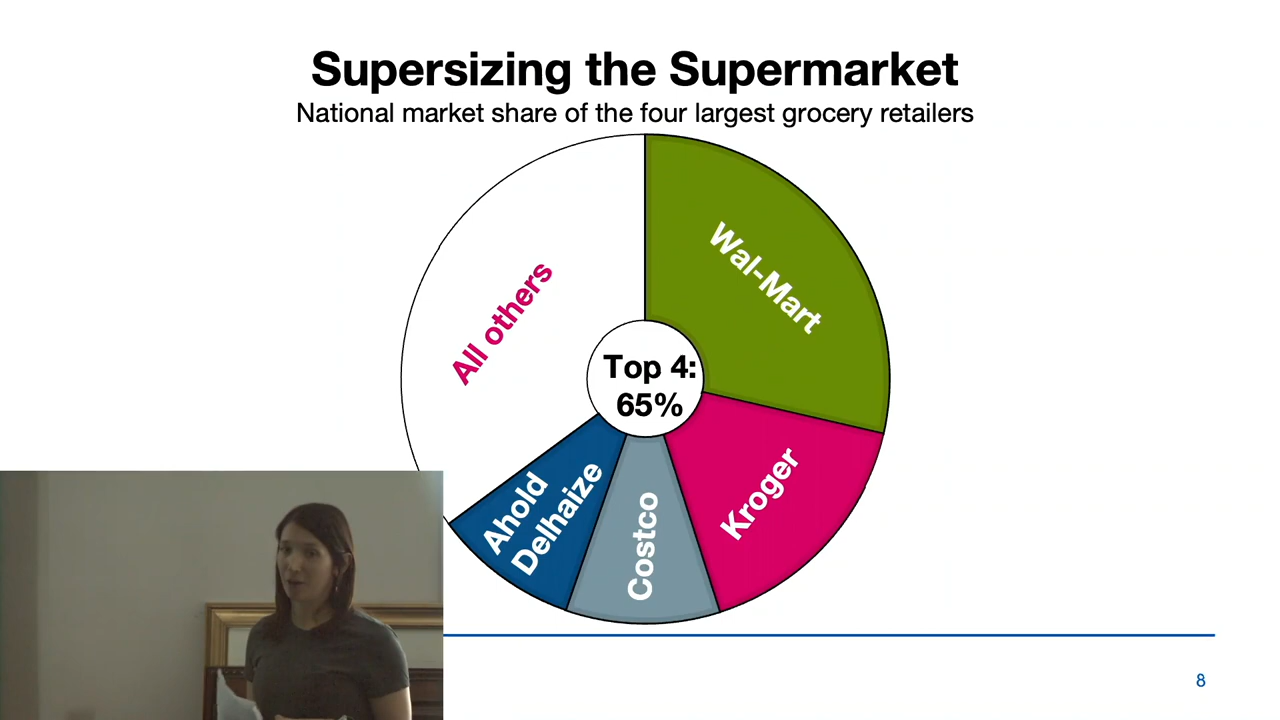 Supersizing the Supermarket
National market share of the four largest grocery retailers
Wal-Mart
All others
Top 4:
65%
Kroger
Ahold
Delhaize
Costco
8